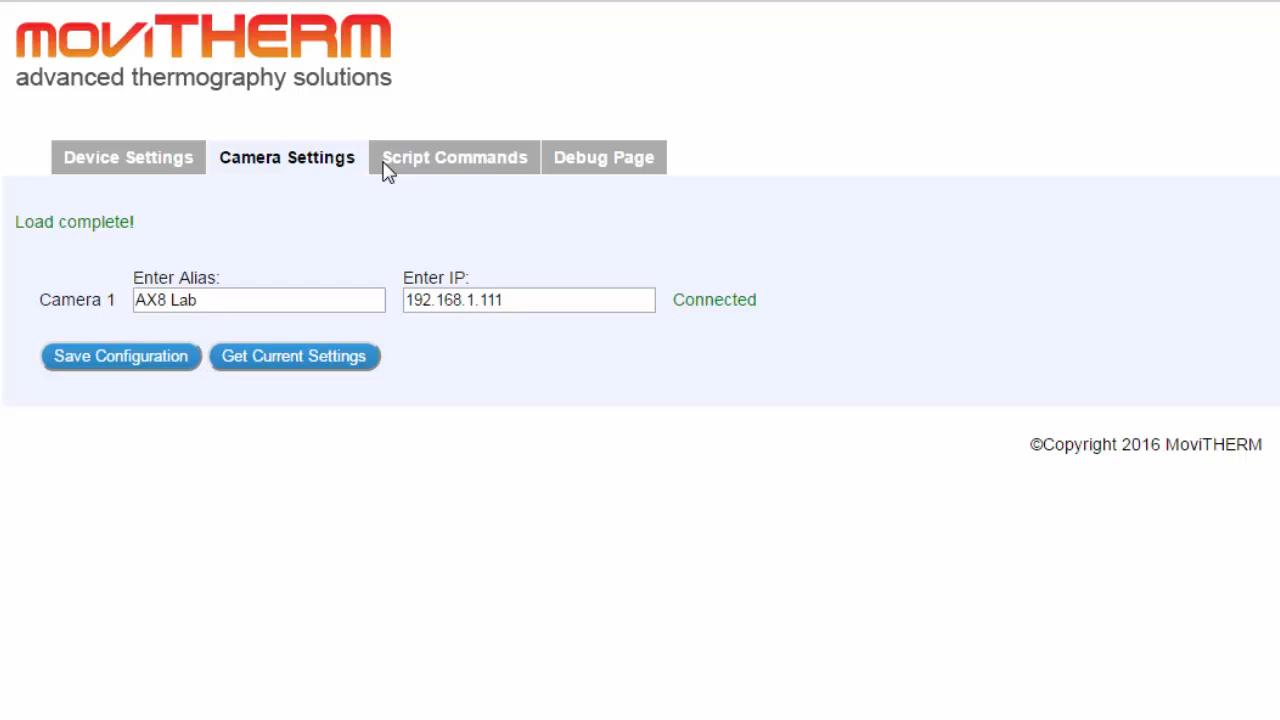 moviTHERM
advanced thermography solutions
Device Settings Camera Settings Script Commands Debug Page
Load complete!
Enter Alias: Enter IP:
Camera 1 AX8 Lab 192.168.1.111 Connected
Save Configuration Get Current Settings
©Copyright 2016 MoviTHERM